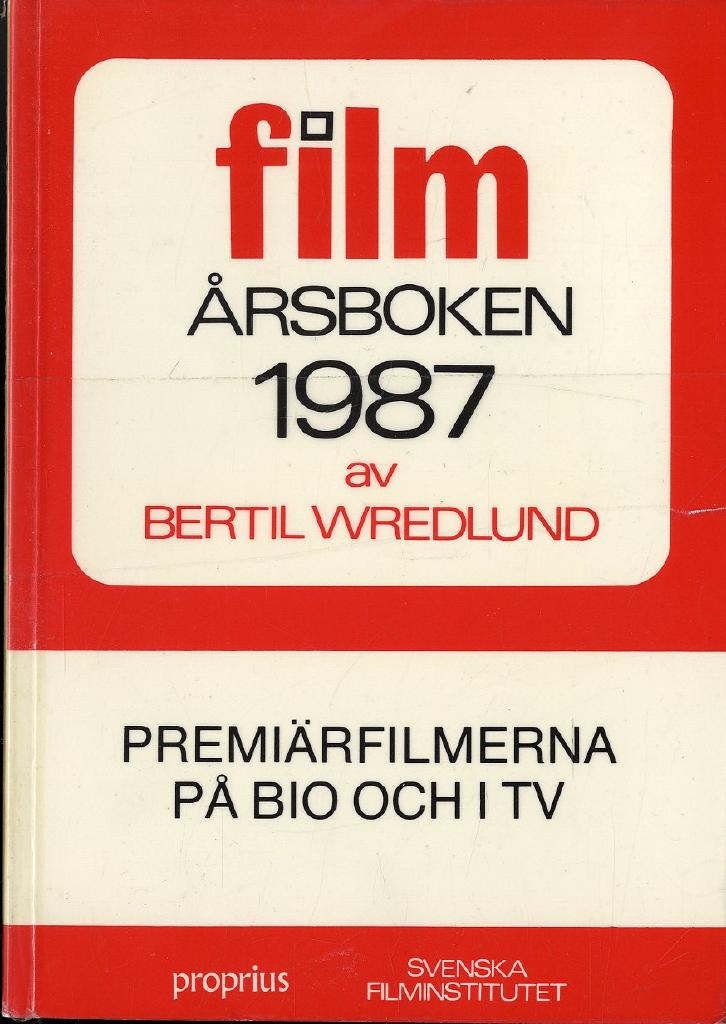 film
ÅRSBOKEN
1987
av
BERTIL WREDLUND
PREMIÄRFILMERNA
PÅ BIO OCH I TV
proprius
SVENSKA
FILMINSTITUTET